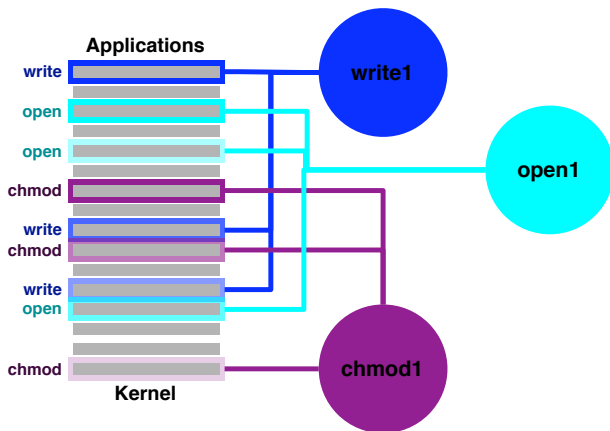 Applications
write
write1
open
open
open1
chmod
write
chmod
write
open
chmod
chmod1
Kernel